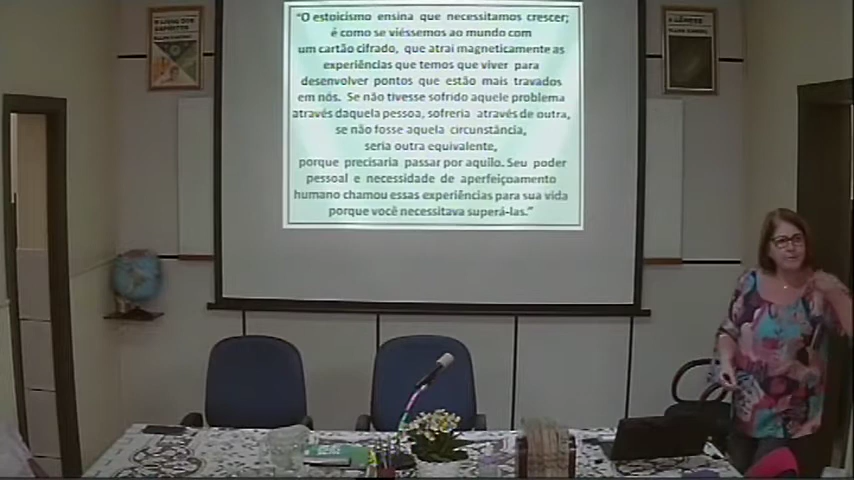 O LIVRO DOS
ESPÍRITOS
"O estoicismo ensina que necessitamos crescer;
é como se viéssemos ao mundo com
um cartão cifrado, que atrai magneticamente as
experiências que temos que viver para
desenvolver pontos que estão mais travados
em nós. Se não tivesse sofrido aquele problema
através daquela pessoa, sofreria através de outra,
se não fosse aquela circunstância,
seria outra equivalente,
porque precisaria passar por aquilo. Seu poder
pessoal e necessidade de aperfeiçoamento
humano chamou essas experiências para sua vida
porque você necessitava superá-las."
A GÊNESE